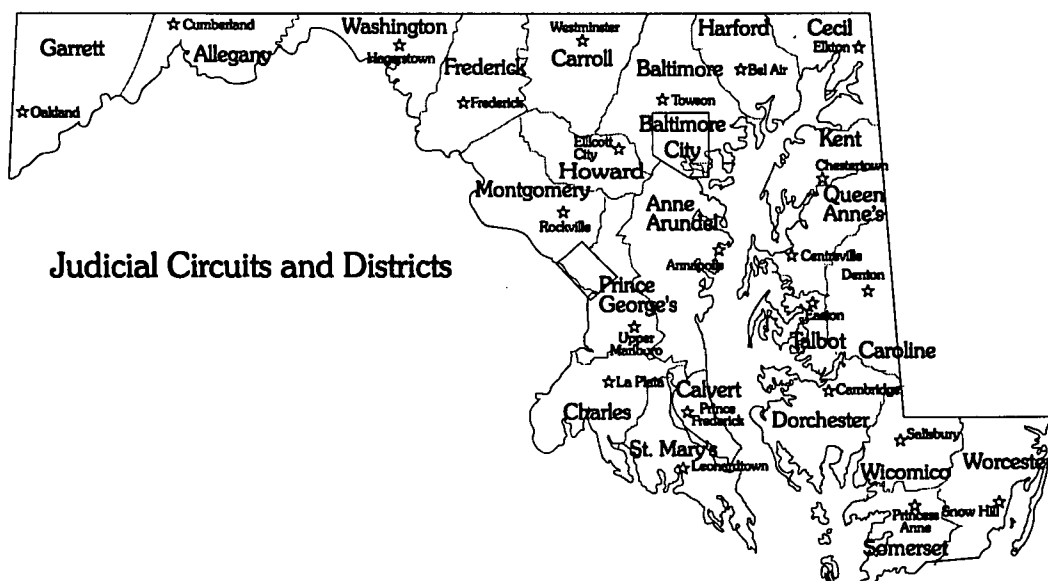 Garrett
Oakland
Cumberland
Allegany
Washington
Hagerstown
Frederick
Frederick
Westminster
Carroll
Harford
Bel Air
Cecil
Elkton
Baltimore
Towson
Baltimore
City
Kent
Chestertown
Ellicott
City
Howard
Montgomery
Rockville
Anne
Arundel
Annapolis
Queen
Anne's
Centreville
Denton
Judicial Circuits and Districts
Prince
George's
Upper
Marlboro
Easton
Talbot
Caroline
La Plata
Charles
Calvert
Prince
Frederick
Cambridge
Dorchester
St. Mary's
Leonardtown
Salisbury
Wicomico
Worcester
Princess
Anne
Snow Hill
Somerset